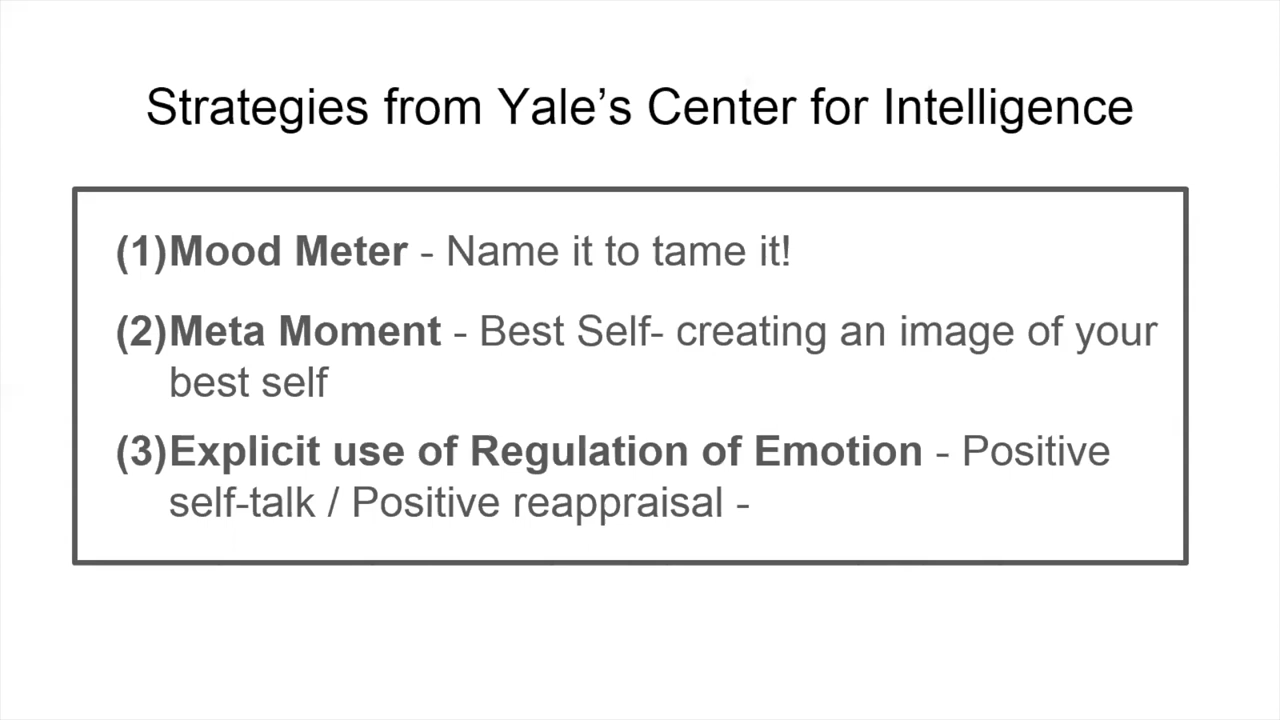 Strategies from Yale’s Center for Intelligence
(1)Mood Meter - Name it to tame it!
(2)Meta Moment - Best Self- creating an image of your
best self
(3)Explicit use of Regulation of Emotion - Positive
self-talk / Positive reappraisal -